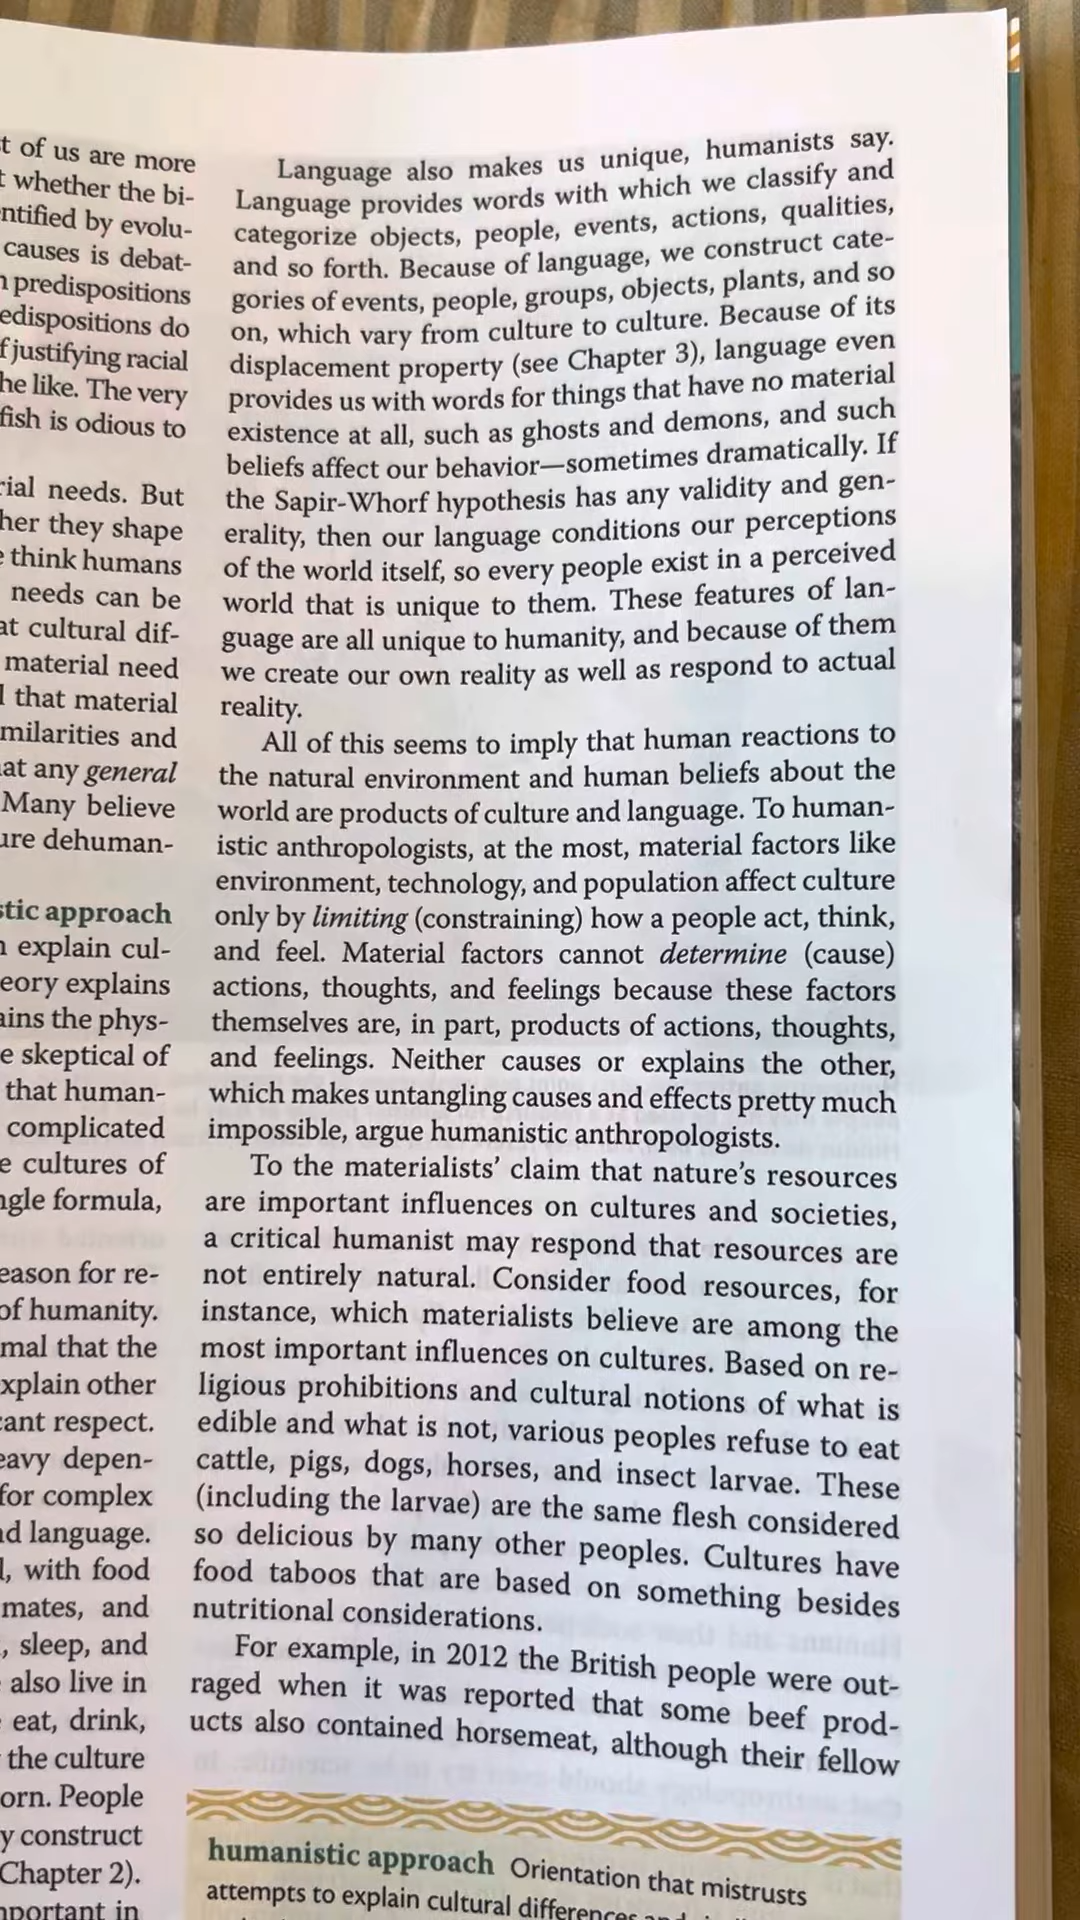 of us are more
whether the bi-
by evolu-
causes is debat-
predispositions
do
justifying racial
like. The very
fish is odious to
needs. But
they shape
think humans
needs can be
cultural dif-
material need
that material
and
any general
Many believe
dehuman-
approach
explain cul-
explains
the phys-
skeptical of
that human-
complicated
cultures of
formula,
for re-
of humanity.
that the
other
respect.
depen-
for complex
language.
with food
mates, and
, sleep, and
also live in
eat, drink,
the culture
People
construct
Chapter 2).
in
Language also makes us unique, humanists say.
Language provides words with which we classify and
categorize objects, people, events, actions, qualities,
and so forth. Because of language, we construct cate-
gories of events, people, groups, objects, plants, and so
on, which vary from culture to culture. Because of its
displacement property (see Chapter 3), language even
provides us with words for things that have no material
existence at all, such as ghosts and demons, and such
beliefs affect our behavior—sometimes dramatically. If
the Sapir-Whorf hypothesis has any validity and gen-
erality, then our language conditions our perceptions
of the world itself, so every people exist in a perceived
world that is unique to them. These features of lan-
guage are all unique to humanity, and because of them
we create our own reality as well as respond to actual
reality.
All of this seems to imply that human reactions to
the natural environment and human beliefs about the
world are products of culture and language. To human-
istic anthropologists, at the most, material factors like
environment, technology, and population affect culture
only by limiting (constraining) how a people act, think,
and feel. Material factors cannot determine (cause)
actions, thoughts, and feelings because these factors
themselves are, in part, products of actions, thoughts,
and feelings. Neither causes or explains the other,
which makes untangling causes and effects pretty much
impossible, argue humanistic anthropologists.
To the materialists’ claim that nature’s resources
are important influences on cultures and societies,
a critical humanist may respond that resources are
not entirely natural. Consider food resources, for
instance, which materialists believe are among the
most important influences on cultures. Based on re-
ligious prohibitions and cultural notions of what is
edible and what is not, various peoples refuse to eat
cattle, pigs, dogs, horses, and insect larvae. These
(including the larvae) are the same flesh considered
so delicious by many other peoples. Cultures have
food taboos that are based on something besides
nutritional considerations.
For example, in 2012 the British people were out-
raged when it was reported that some beef prod-
ucts also contained horsemeat, although their fellow
humanistic approach Orientation that mistrusts
attempts to explain cultural differences